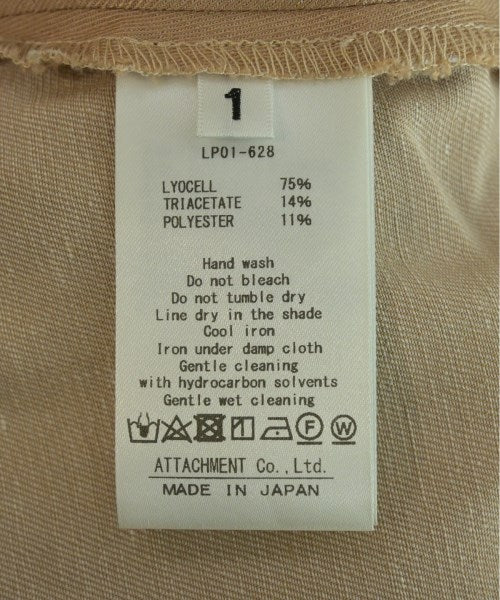 1
LP01-628
LYOCELL 75%
TRIACETATE 14%
POLYESTER 11%
Hand wash
Do not bleach
Do not tumble dry
Line dry in the shade
Cool iron
Iron under damp cloth
Gentle cleaning
with hydrocarbon solvents
Gentle wet cleaning
F W
ATTACHMENT Co.,Ltd.
MADE IN JAPAN